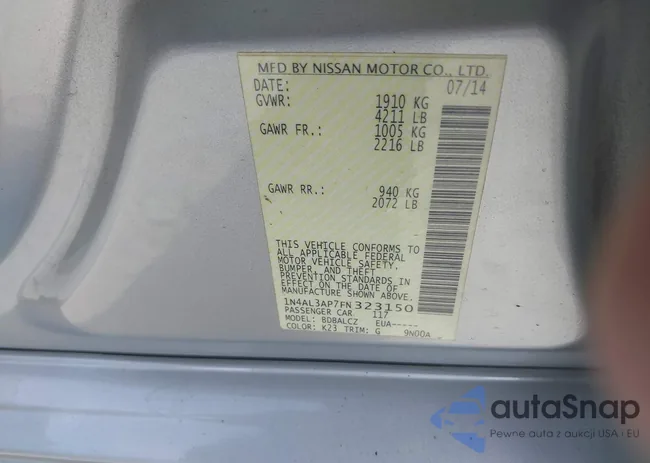 MFD BY NISSAN MOTOR CO., LTD.
DATE: 07/14
GVWR: 1910 KG
4211 LB
GAWR FR.: 1005 KG
2216 LB
GAWR RR.: 940 KG
2072 LB
THIS VEHICLE CONFORMS TO
ALL APPLICABLE FEDERAL
MOTOR VEHICLE SAFETY,
BUMPER, AND THEFT
PREVENTION STANDARDS IN
EFFECT ON THE DATE OF
MANUFACTURE SHOWN ABOVE.
1N4AL3AP7FN323150
PASSENGER CAR 117
MODEL: BDBALCZ EUA-----
COLOR: K23 TRIM: G 9N00A
autaSnap
Pewne auta z aukcji USA i EU